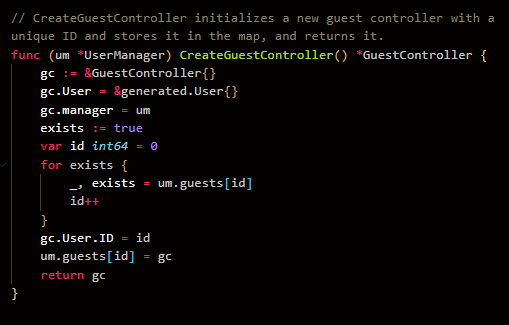 // CreateGuestController initializes a new guest controller with a
unique ID and stores it in the map, and returns it.
func (um *UserManager) CreateGuestController() *GuestController {
    gc := &GuestController{}
    gc.User = &generated.User{}
    gc.manager = um
    exists := true
    var id int64 = 0
    for exists {
        _, exists = um.guests[id]
        id++
    }
    gc.User.ID = id
    um.guests[id] = gc
    return gc
}